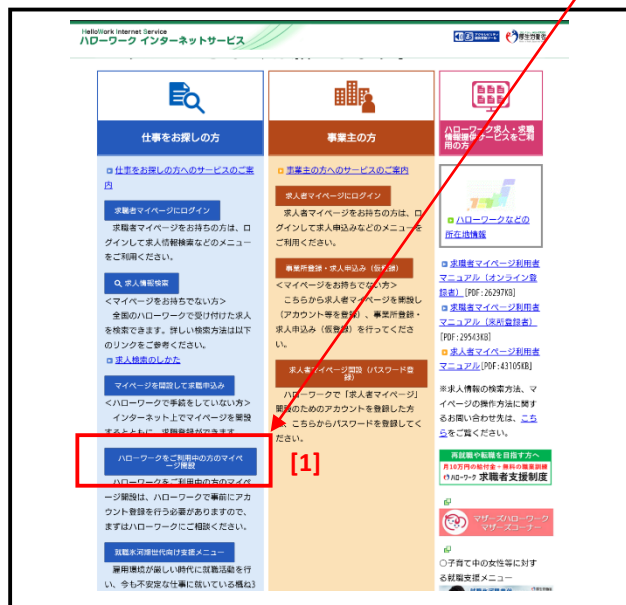 HelloWork Internet Service
ハローワーク インターネットサービス
厚生労働省
仕事をお探しの方
仕事をお探しの方へのサービスのご案
内
求職者マイページにログイン
求職者マイページをお持ちの方は、ロ
グインして求人情報検索などのメニュー
をご利用ください。
求人情報検索
<マイページをお持ちでない方>
全国のハローワークで受け付けた求人
を検索できます。詳しい検索方法は以下
のリンクをご参考ください。
求人検索のしかた
マイページを開設して求職申込み
<ハローワークで手続をしていない方>
インターネット上でマイページを開設
するとともに、求職登録ができます
ハローワークをご利用中の方のマイペ
ージ開設
ハローワークをご利用中の方のマイペ
ージ開設は、ハローワークで事前にアカ
ウント登録を行う必要がありますので、
まずはハローワークにご相談ください。
就職氷河期世代向け支援メニュー
雇用環境が厳しい時代に就職活動を行
い、今も不安定な仕事に就いている概ね3
[1]
事業主の方
事業主の方へのサービスのご案内
求人者マイページにログイン
求人者マイページをお持ちの方は、ロ
グインして求人申込みなどのメニューを
ご利用ください。
事業所登録・求人申込み(仮登録)
<マイページをお持ちでない方>
こちらから求人者マイページを開設し
(アカウント等を登録)、事業所登録・
求人申込み(仮登録)を行ってくださ
い。
求人者マイページ開設(パスワード登
録)
ハローワークで「求人者マイページ」
開設のためのアカウントを登録した方
、こちらからパスワードを登録してく
ださい。
ハローワーク求人・求職
情報提供サービスをご利
用の方
ハローワークなどの
所在地情報
求職者マイページ利用者
マニュアル(オンライン登
録者)[PDF:26297KB]
求職者マイページ利用者
マニュアル(来所登録者)
[PDF:29543KB]
求人者マイページ利用者
マニュアル[PDF:43105KB]
※求人情報の検索方法、マ
イページの操作方法に関す
るお問い合わせ先は、こち
らをご覧ください。
再就職や転職を目指す方へ
月10万円の給付金+無料の職業訓練
ハローワーク 求職者支援制度
マザーズハローワーク
マザーズコーナー
○子育て中の女性等に対す
る就職支援メニュー